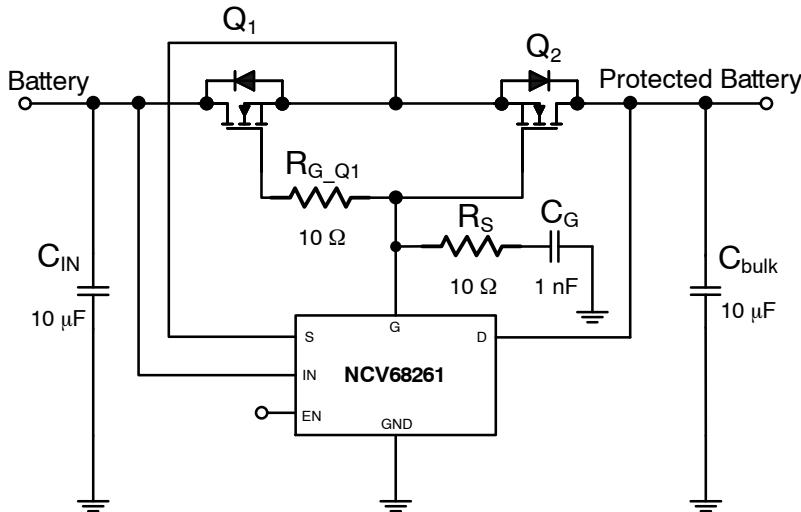 Q1
Q2
Battery
Protected Battery
RG_Q1
10 Ω
RS
10 Ω
CG
1 nF
CIN
10 μF
Cbulk
10 μF
S
G
D
IN
NCV68261
EN
GND